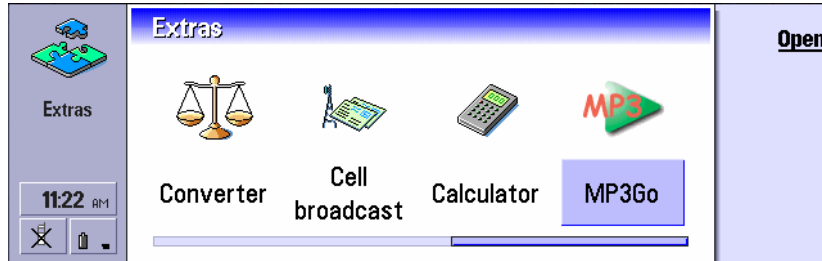 Extras
Open
Extras
MP3
11:22 AM
Converter
Cell
broadcast
Calculator
MP3Go